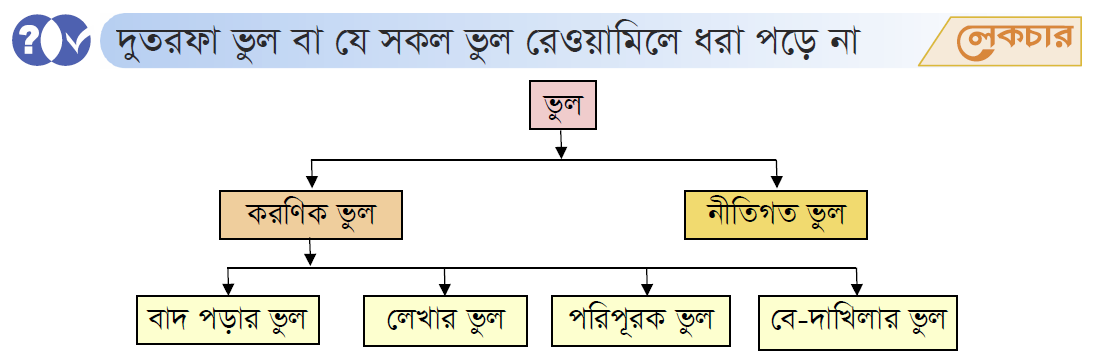 দুতরফা ভুল বা যে সকল ভুল রেওয়ামিলে ধরা পড়ে না
লেকচার
ভুল
করণিক ভুল
নীতিগত ভুল
বাদ পড়ার ভুল
লেখার ভুল
পরিপূরক ভুল
বে-দাখিলার ভুল